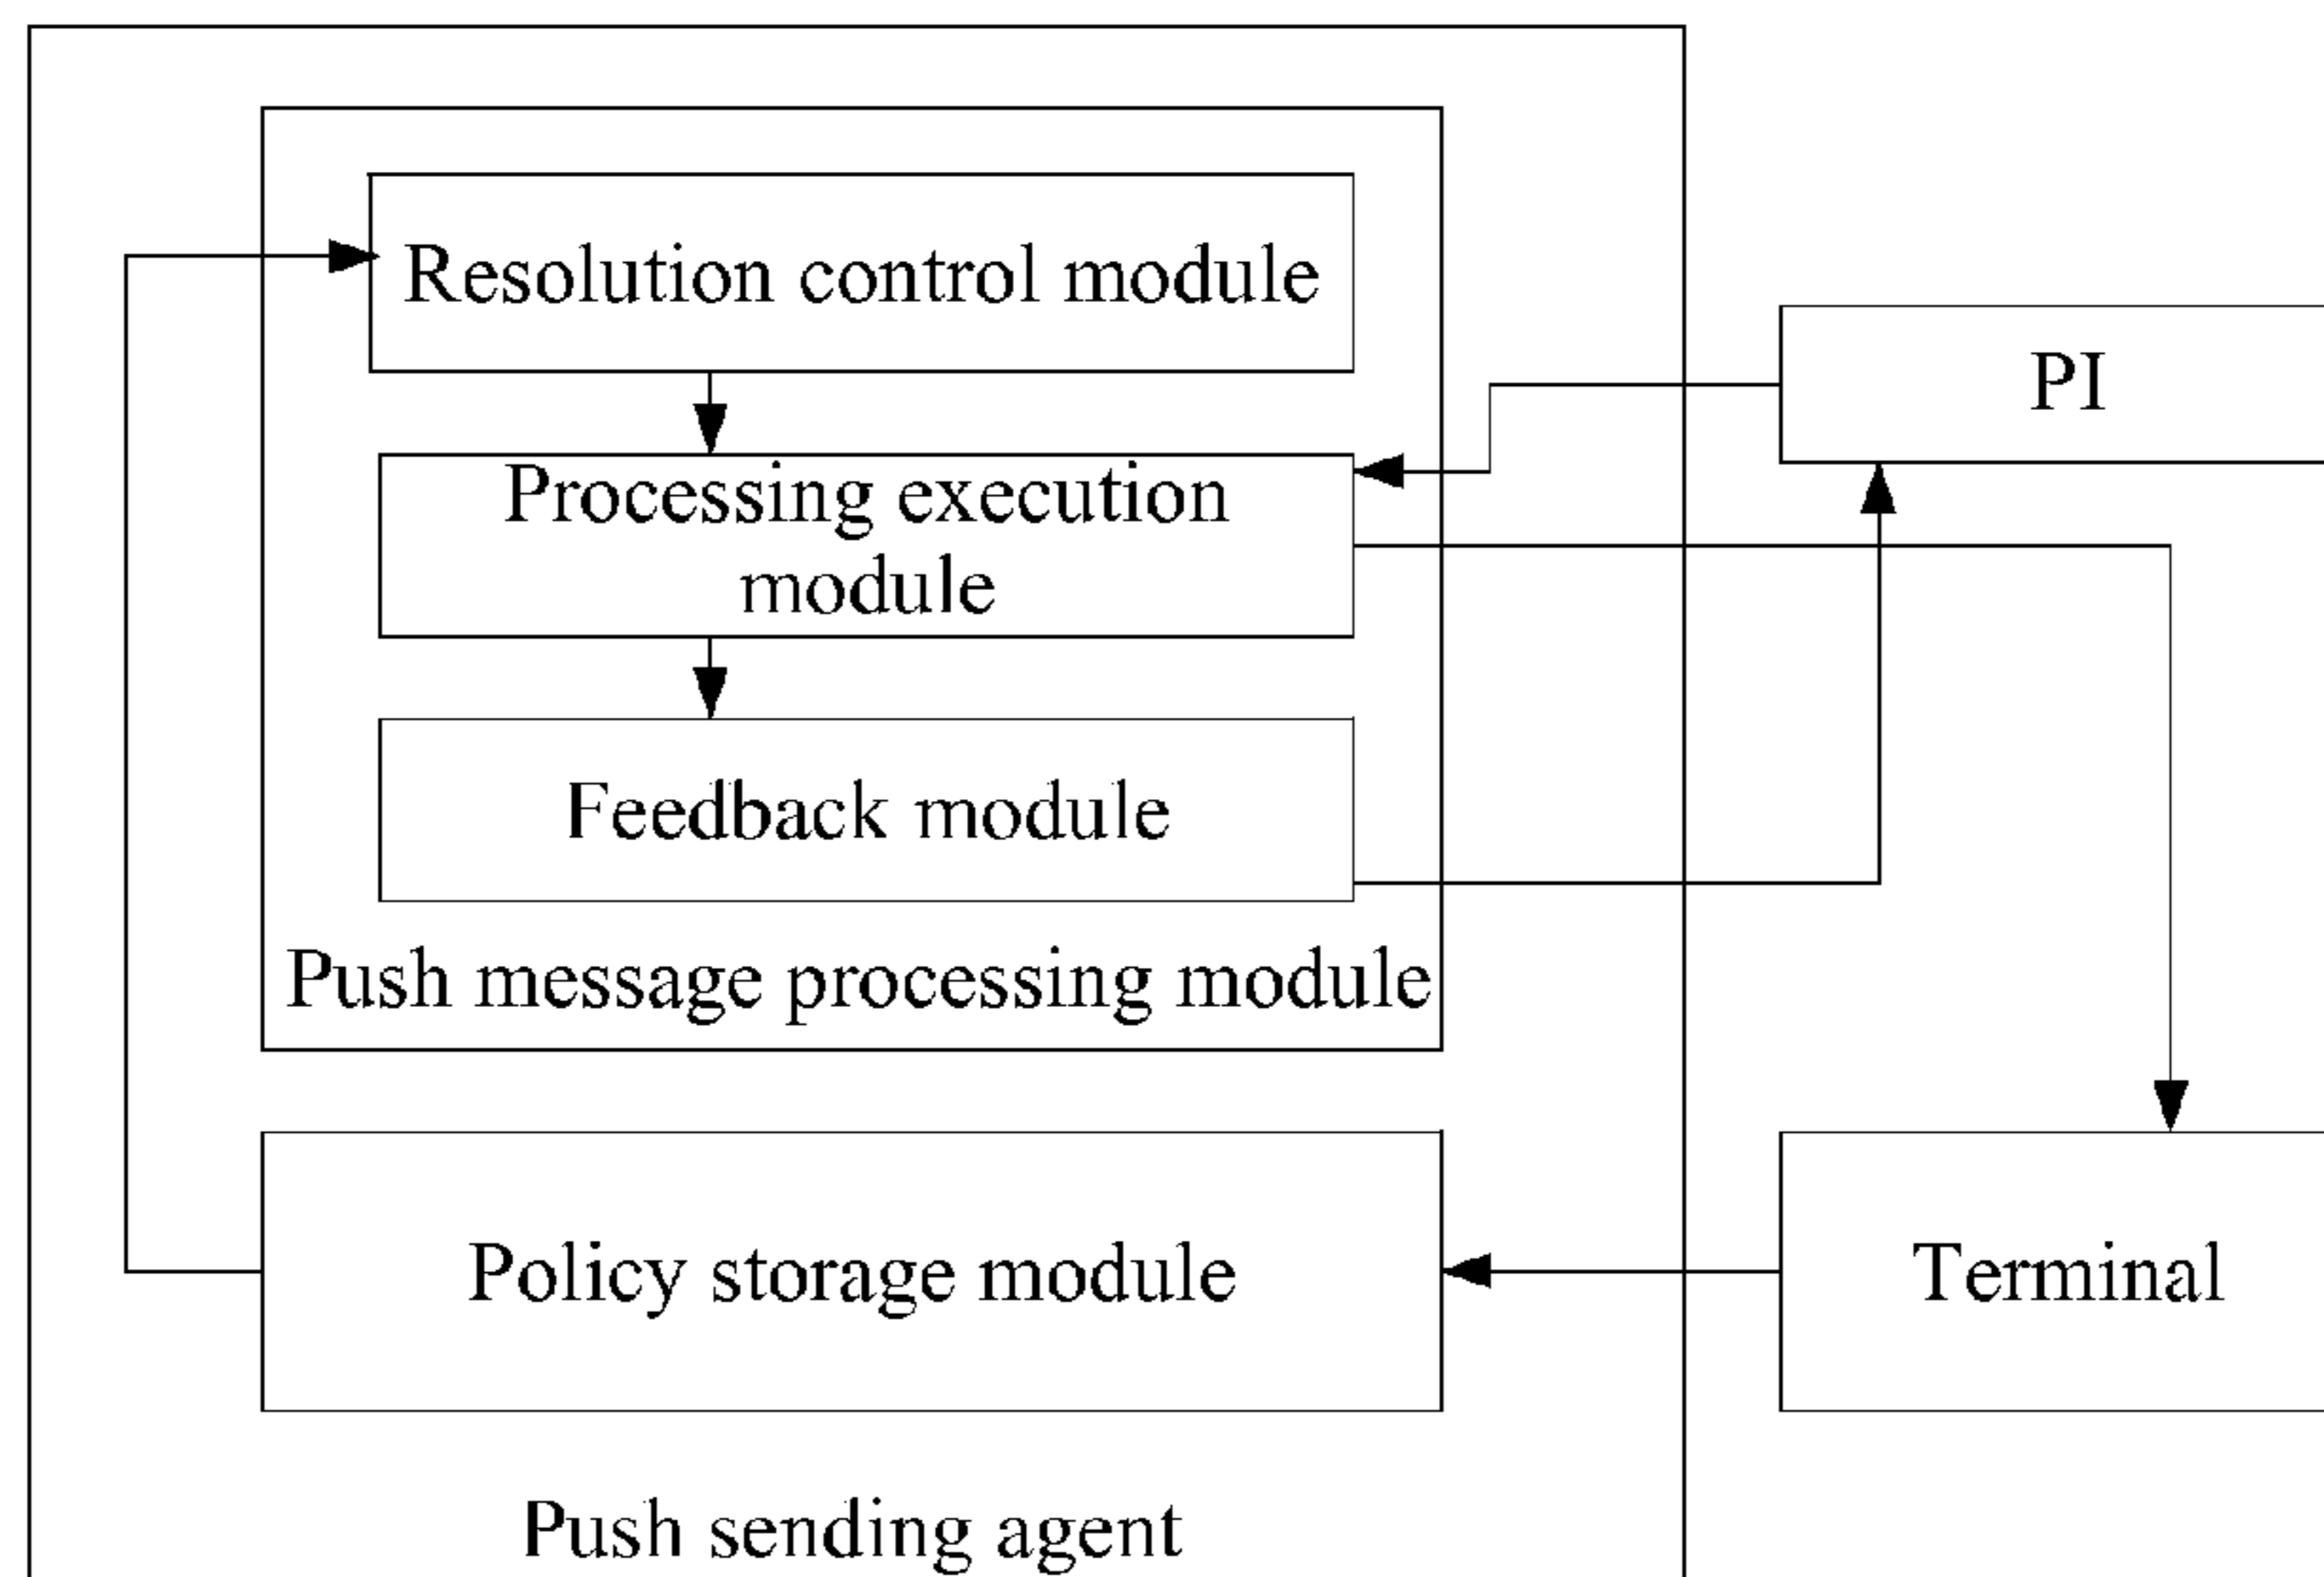 Resolution control module
PI
Processing execution
module
Feedback module
Push message processing module
Policy storage module
Terminal
Push sending agent